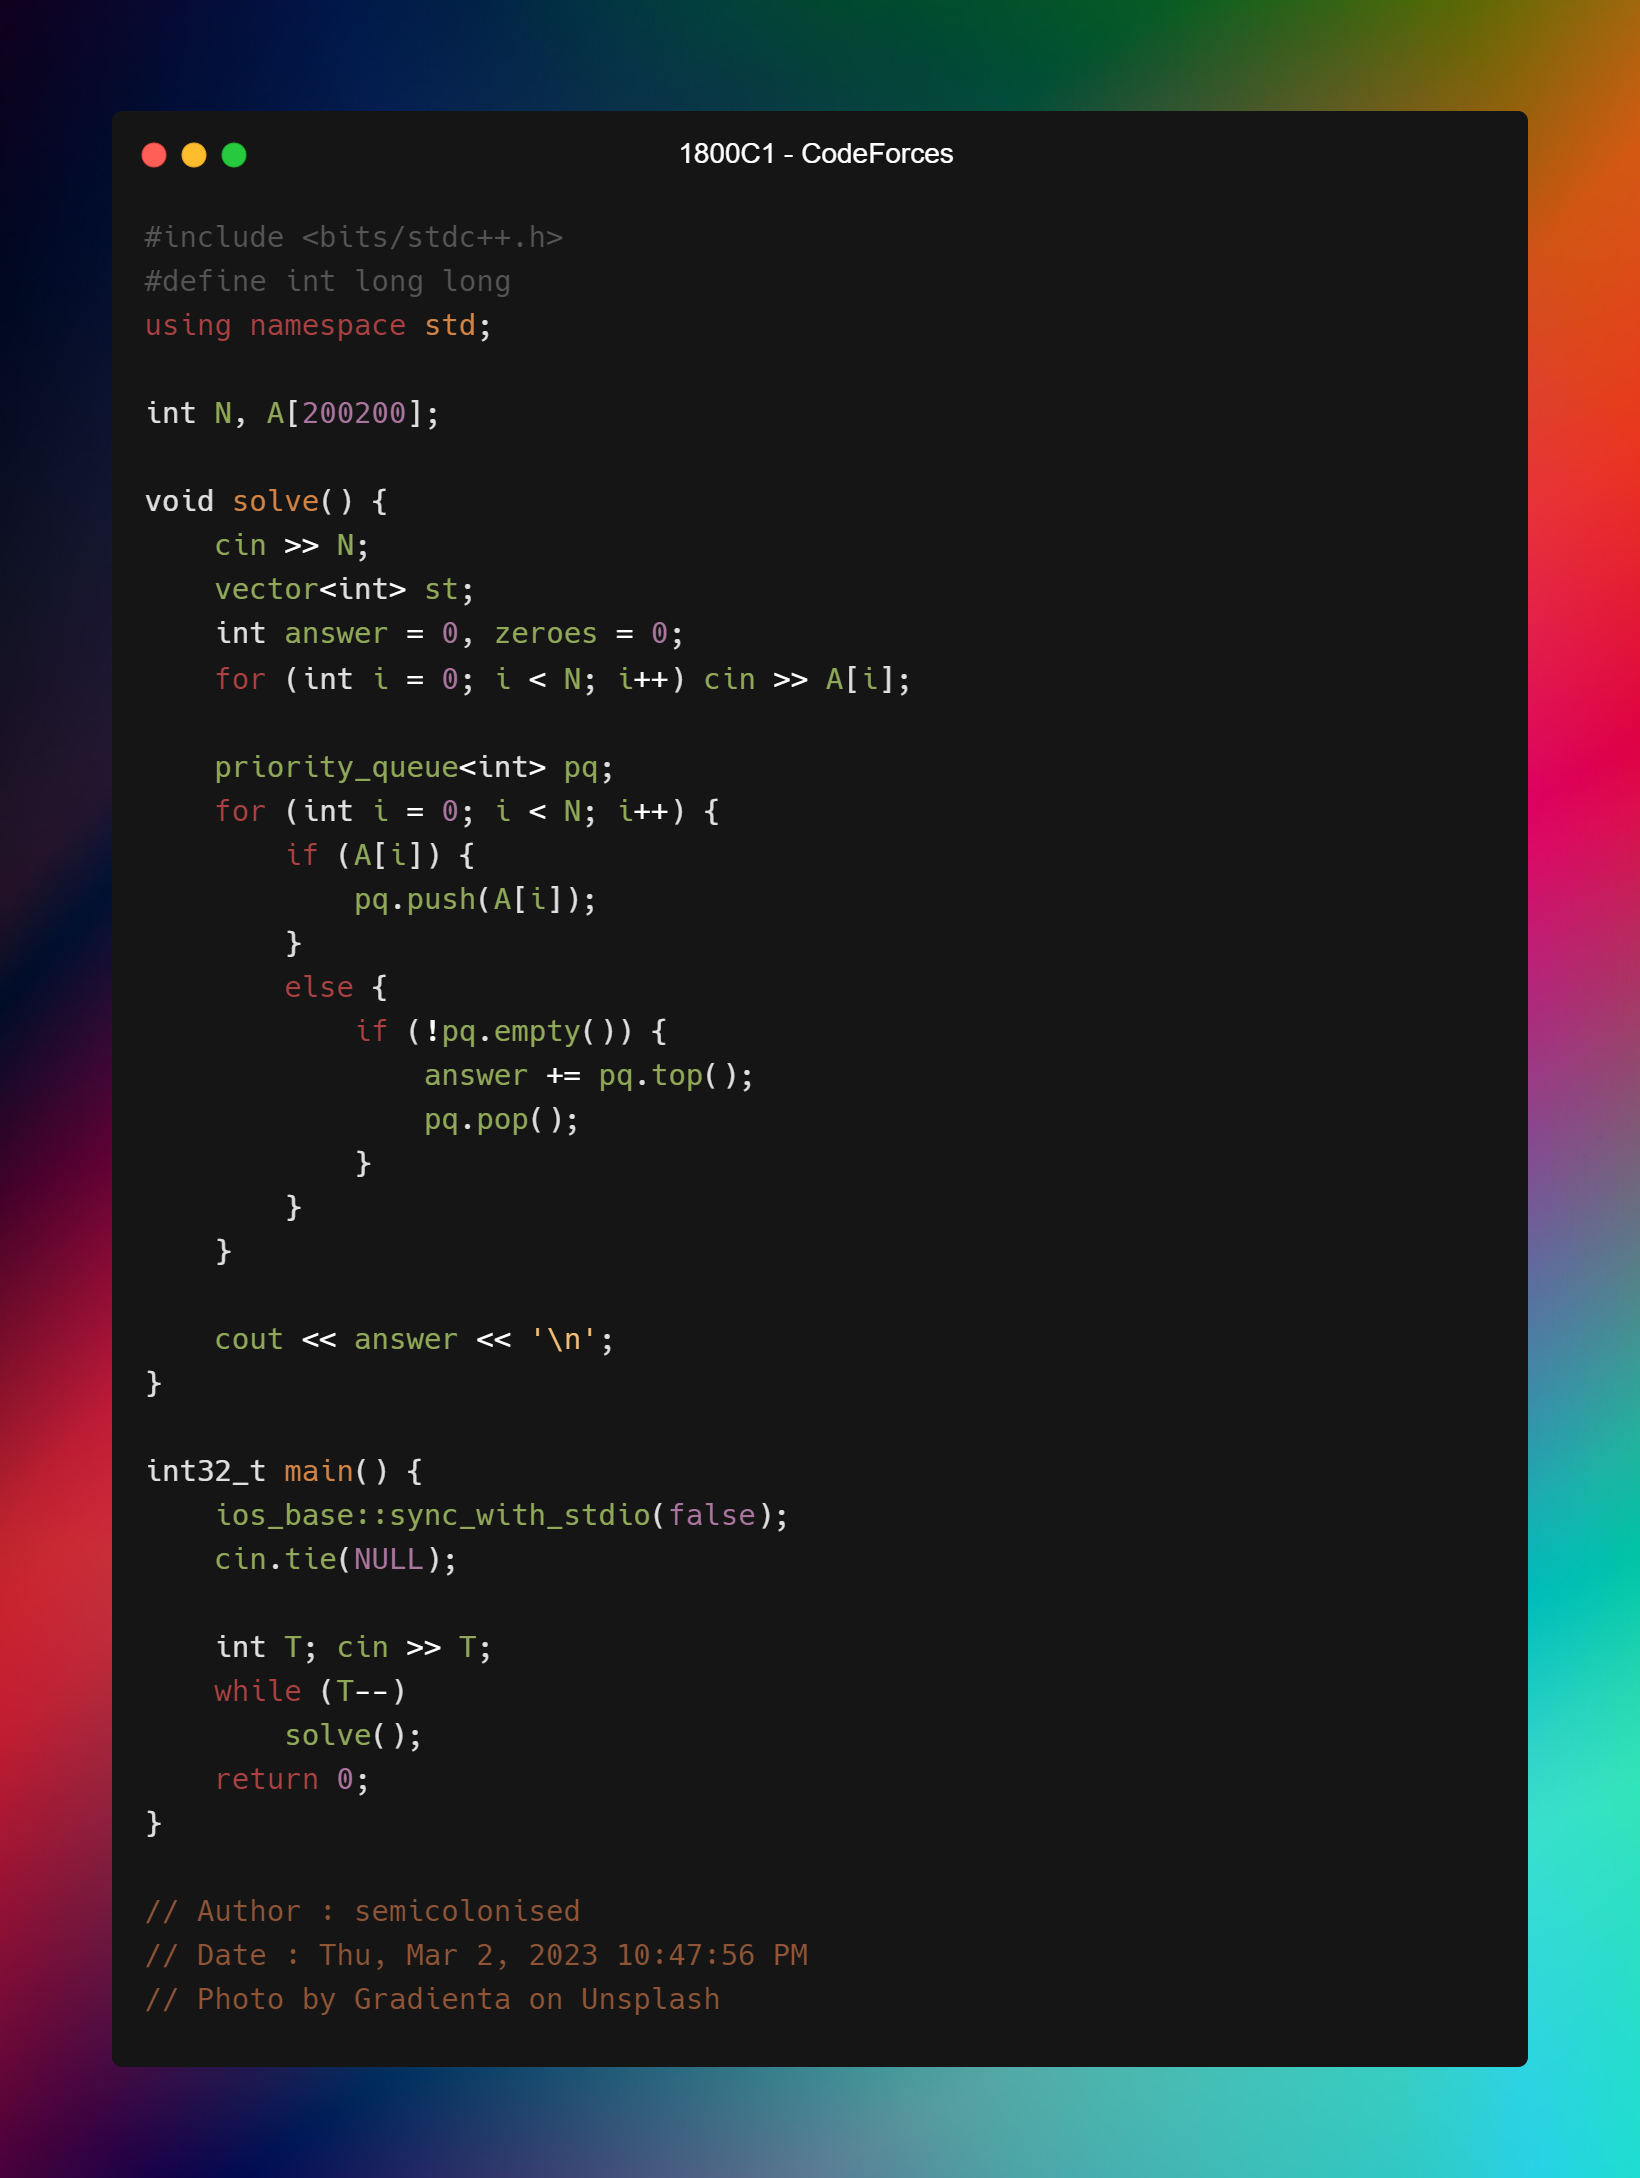 1800C1 - CodeForces
#include <bits/stdc++.h>
#define int long long
using namespace std;
int N, A[200200];
void solve() {
    cin >> N;
    vector<int> st;
    int answer = 0, zeroes = 0;
    for (int i = 0; i < N; i++) cin >> A[i];
    priority_queue<int> pq;
    for (int i = 0; i < N; i++) {
        if (A[i]) {
            pq.push(A[i]);
        }
        else {
            if (!pq.empty()) {
                answer += pq.top();
                pq.pop();
            }
        }
    }
    cout << answer << '\n';
}
int32_t main() {
    ios_base::sync_with_stdio(false);
    cin.tie(NULL);
    int T; cin >> T;
    while (T--)
        solve();
    return 0;
}
// Author : semicolonised
// Date : Thu, Mar 2, 2023 10:47:56 PM
// Photo by Gradienta on Unsplash